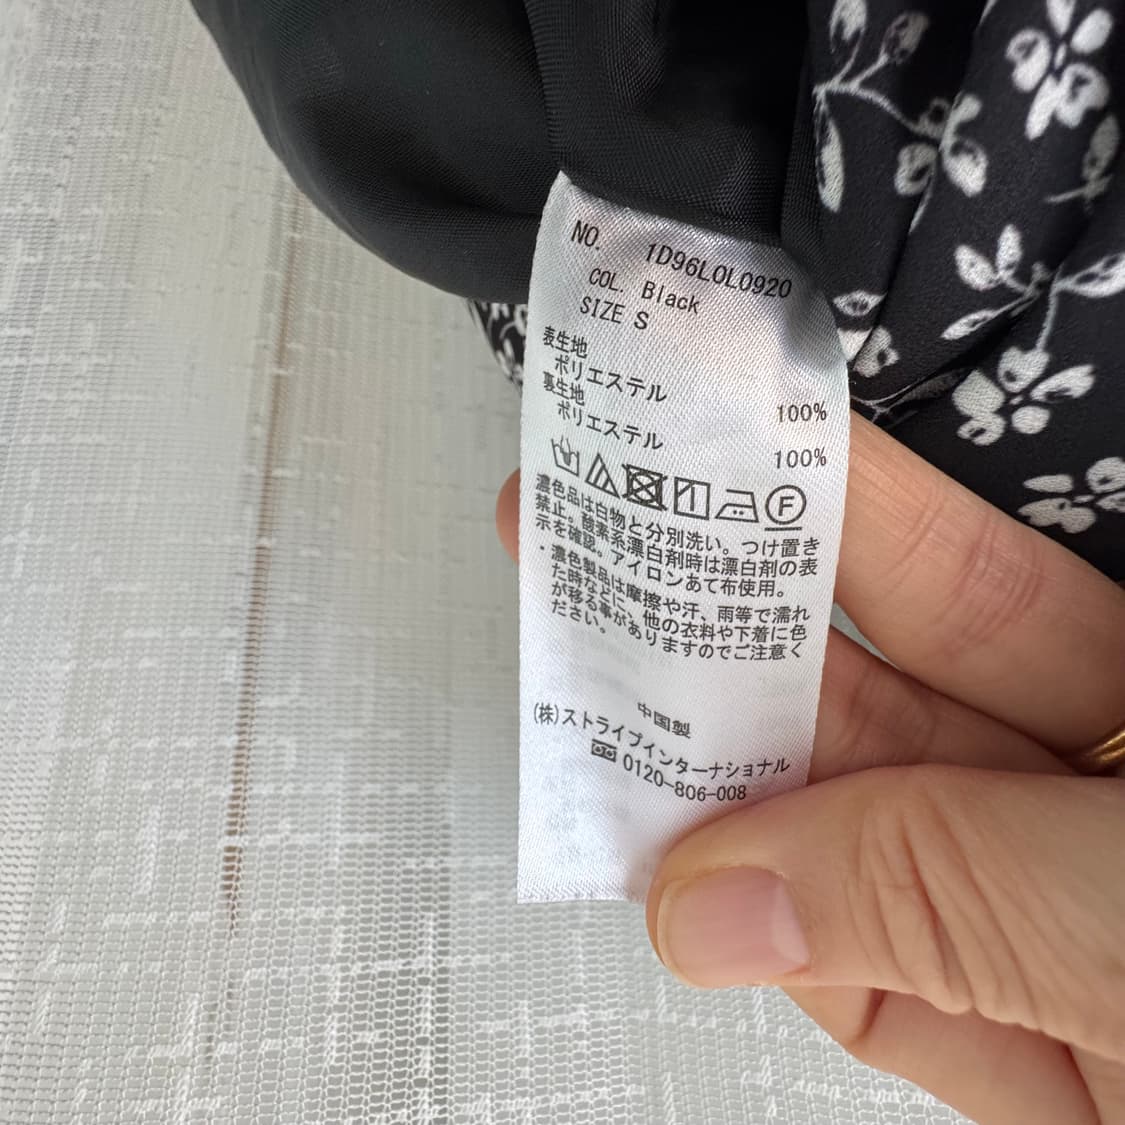 NO. 1D96L0L0920
COL. Black
SIZE S
表生地
ポリエステル 100%
裏生地
ポリエステル 100%
F
濃色品は白物と分別洗い。つけ置き
禁止。酸素系漂白剤時は漂白剤の表
示を確認。アイロンあて布使用。
・濃色製品は摩擦や汗、雨等で濡れ
た時などに、他の衣料や下着に色
が移る事がありますのでご注意く
ださい。
中国製
(株)ストライプインターナショナル
0120-806-008